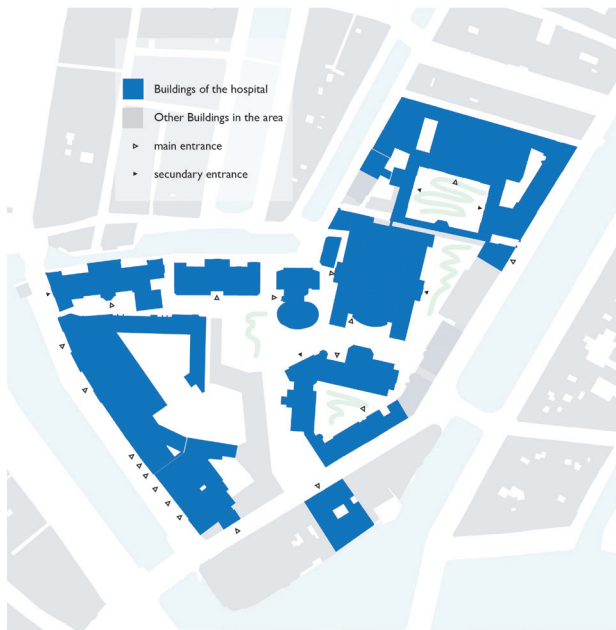 Buildings of the hospital
Other Buildings in the area
main entrance
secundary entrance